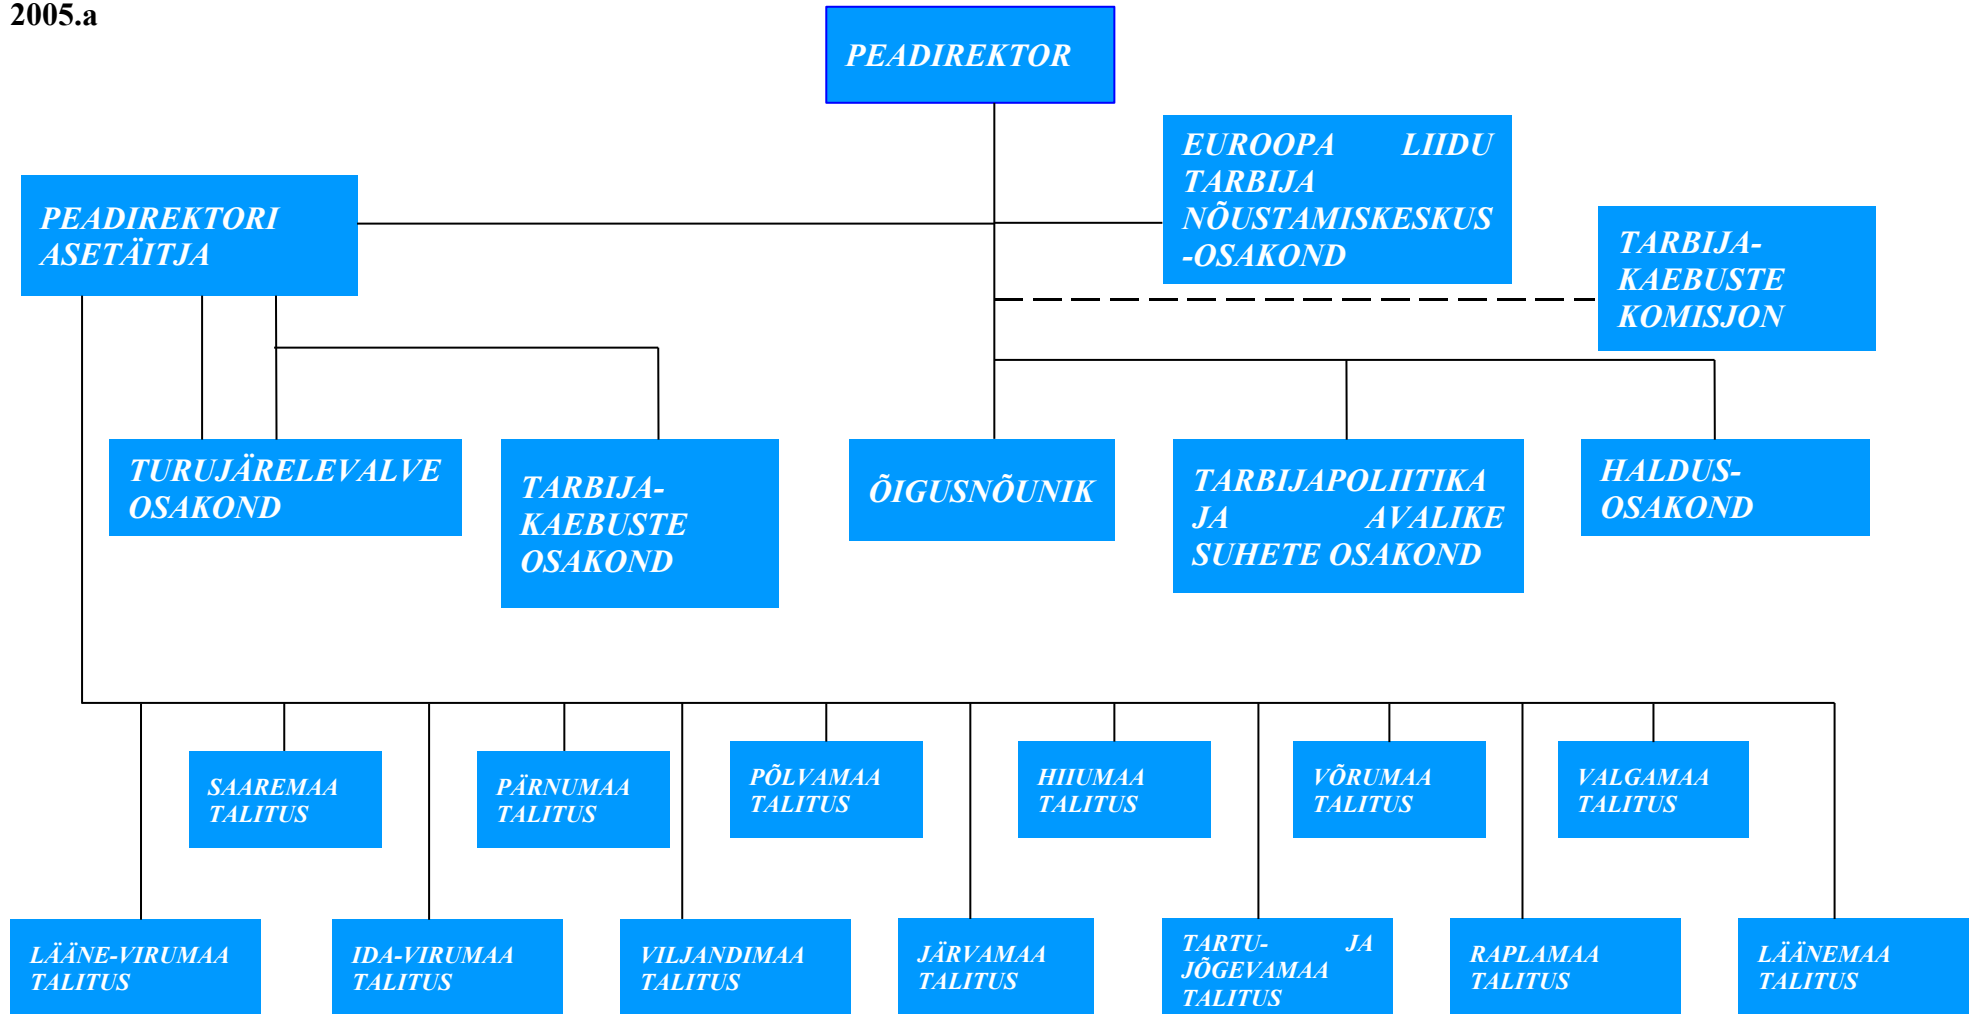 2005.a
PEADIREKTOR
EUROOPA LIIDU
TARBIJA
NÕUSTAMISKESKUS
-OSAKOND
PEADIREKTORI
ASETÄITJA
TARBIJA-
KAEBUSTE
KOMISJON
TURUJÄRELEVALVE
OSAKOND
TARBIJA-
KAEBUSTE
OSAKOND
ÕIGUSNÕUNIK
TARBIJAPOLIITIKA
JA AVALIKE
SUHETE OSAKOND
HALDUS-
OSAKOND
SAAREMAA
TALITUS
PÄRNUMAA
TALITUS
PÕLVAMAA
TALITUS
HIIUMAA
TALITUS
VÕRUMAA
TALITUS
VALGAMAA
TALITUS
LÄÄNE-VIRUMAA
TALITUS
IDA-VIRUMAA
TALITUS
VILJANDIMAA
TALITUS
JÄRVAMAA
TALITUS
TARTU- JA
JÕGEVAMAA
TALITUS
RAPLAMAA
TALITUS
LÄÄNEMAA
TALITUS